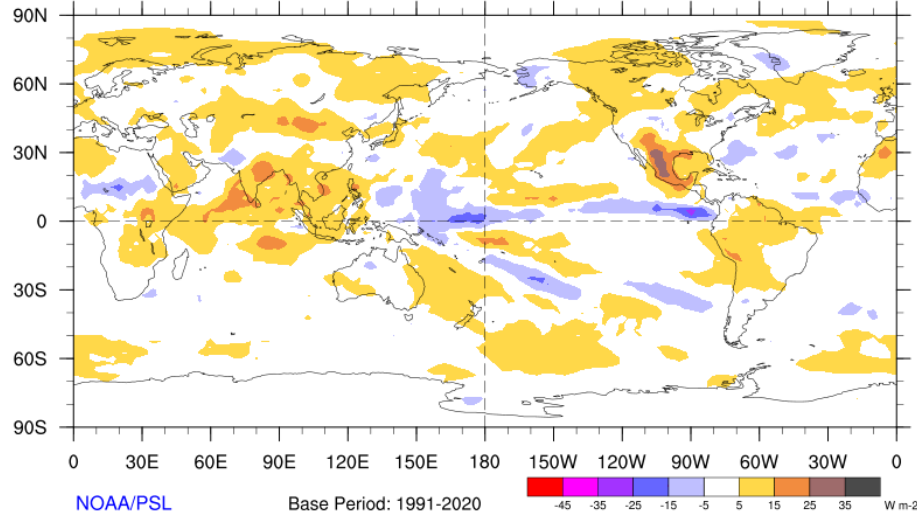 90N
60N
30N
0
30S
60S
90S
0 30E 60E 90E 120E 150E 180 150W 120W 90W 60W 30W 0
NOAA/PSL Base Period: 1991-2020
-45 -35 -25 -15 -5 5 15 25 35 W m-2